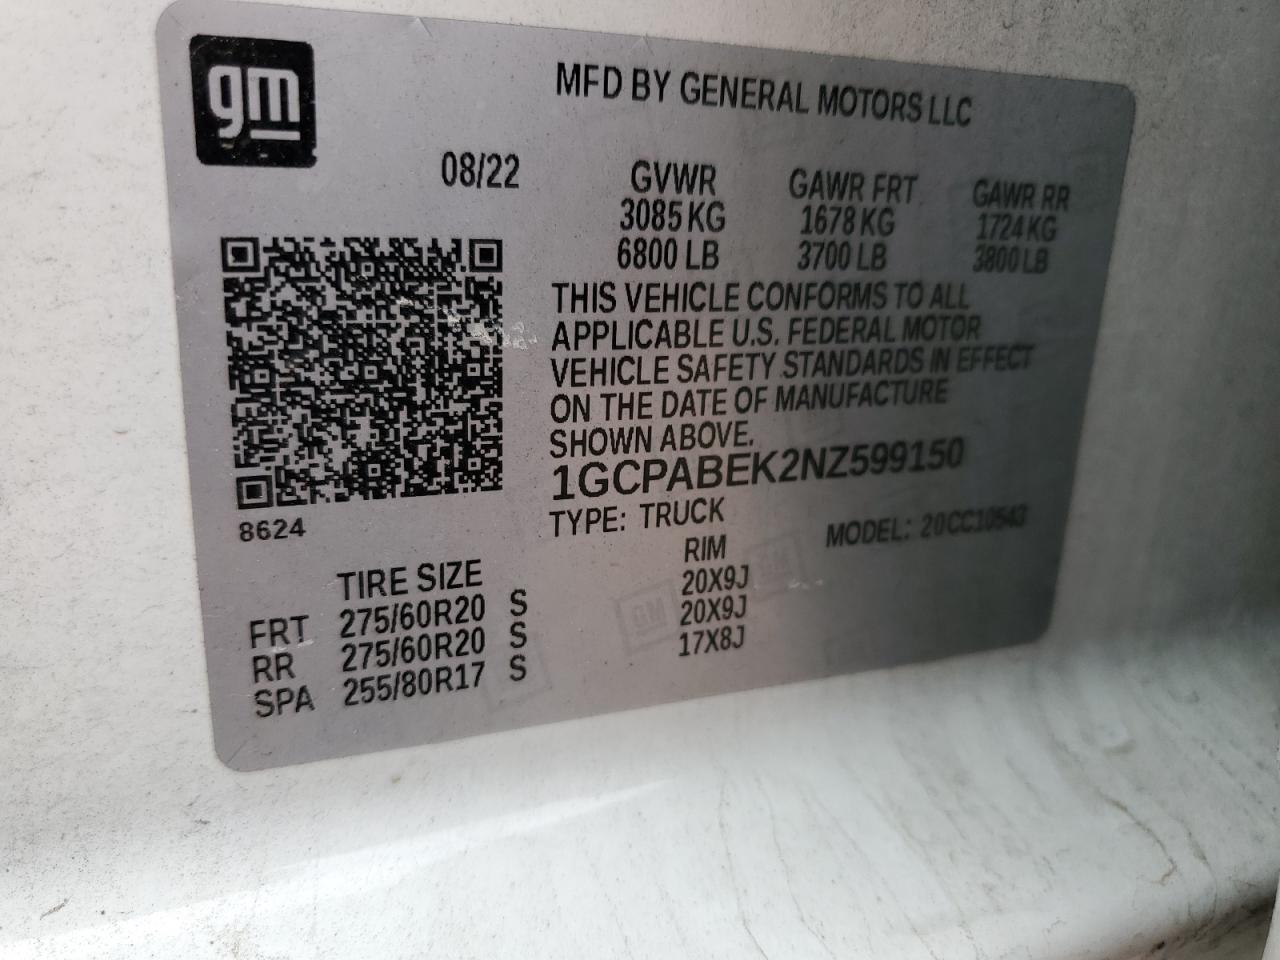 gm
MFD BY GENERAL MOTORS LLC
08/22 GVWR GAWR FRT GAWR RR
3085 KG 1678 KG 1724 KG
6800 LB 3700 LB 3800 LB
THIS VEHICLE CONFORMS TO ALL
APPLICABLE U.S. FEDERAL MOTOR
VEHICLE SAFETY STANDARDS IN EFFECT
ON THE DATE OF MANUFACTURE
SHOWN ABOVE.
1GCPABEK2NZ599150
8624
TYPE: TRUCK MODEL: 20CC10543
TIRE SIZE RIM
FRT 275/60R20 S 20X9J
RR 275/60R20 S 20X9J
SPA 255/80R17 S 17X8J
GM